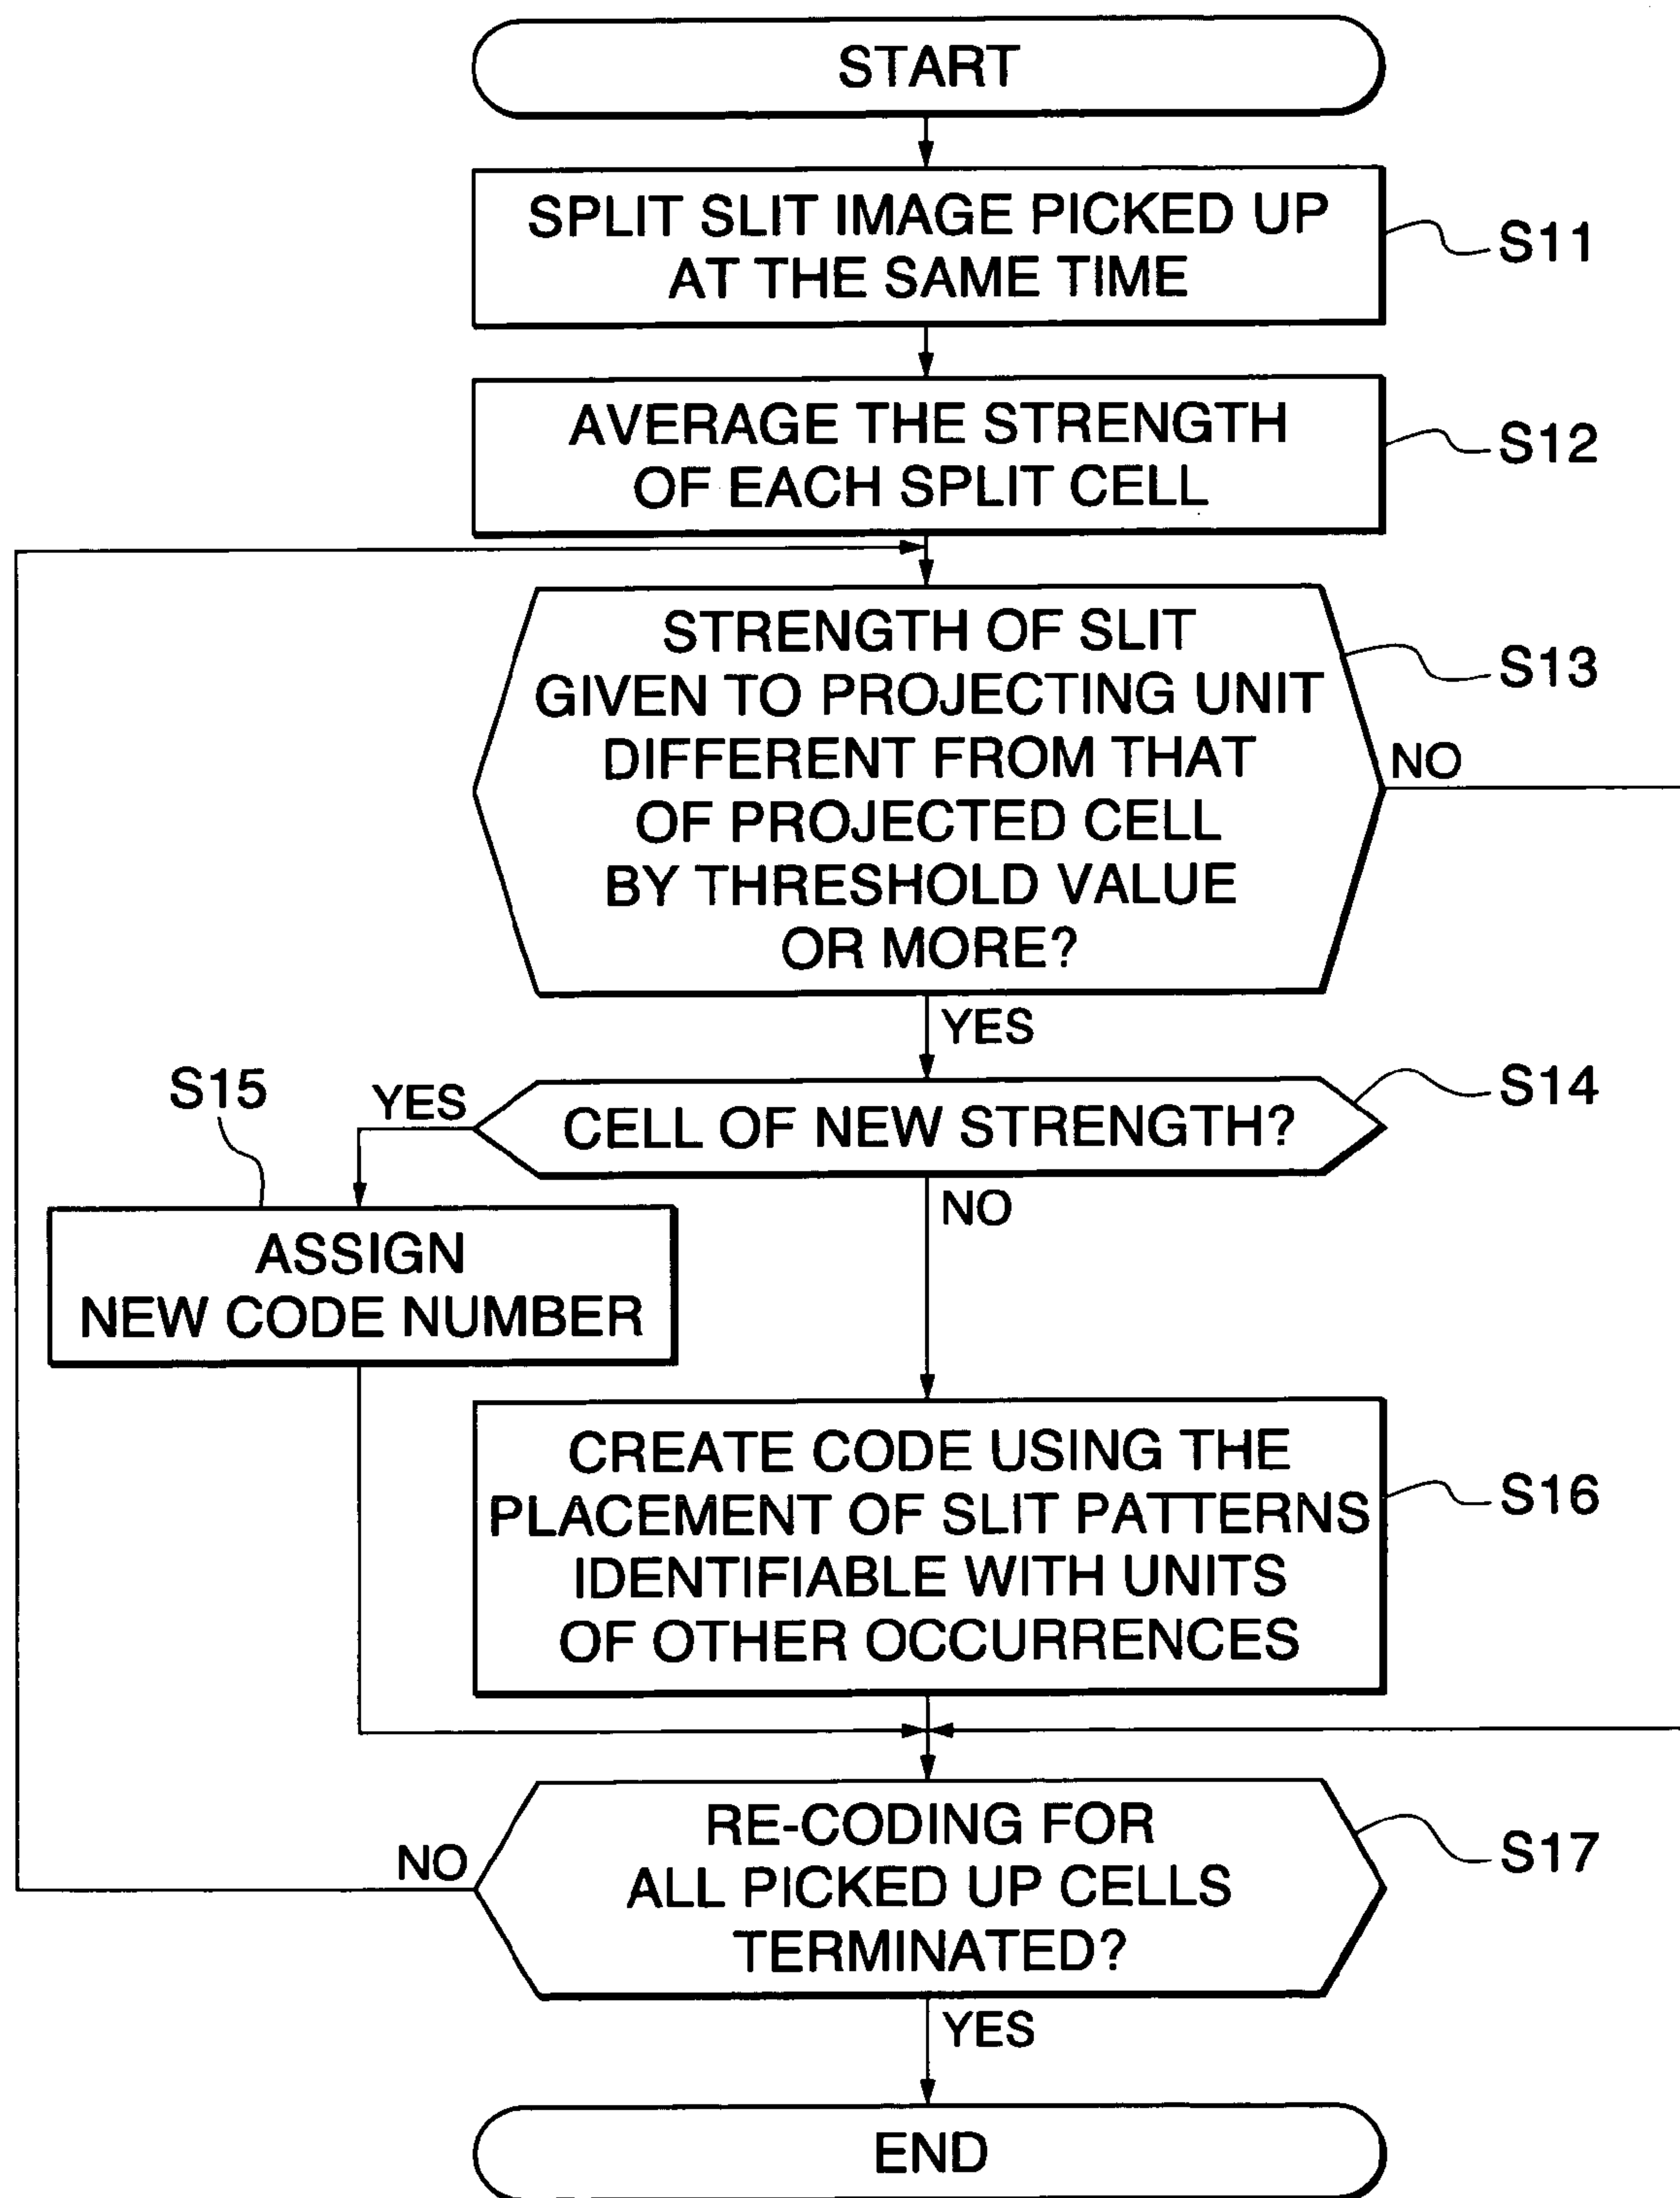 START
SPLIT SLIT IMAGE PICKED UP
AT THE SAME TIME
S11
AVERAGE THE STRENGTH
OF EACH SPLIT CELL
S12
STRENGTH OF SLIT
GIVEN TO PROJECTING UNIT
DIFFERENT FROM THAT
OF PROJECTED CELL
BY THRESHOLD VALUE
OR MORE?
S13
NO
YES
S14
CELL OF NEW STRENGTH?
YES
S15
NO
ASSIGN
NEW CODE NUMBER
CREATE CODE USING THE
PLACEMENT OF SLIT PATTERNS
IDENTIFIABLE WITH UNITS
OF OTHER OCCURRENCES
S16
RE-CODING FOR
ALL PICKED UP CELLS
TERMINATED?
S17
NO
YES
END